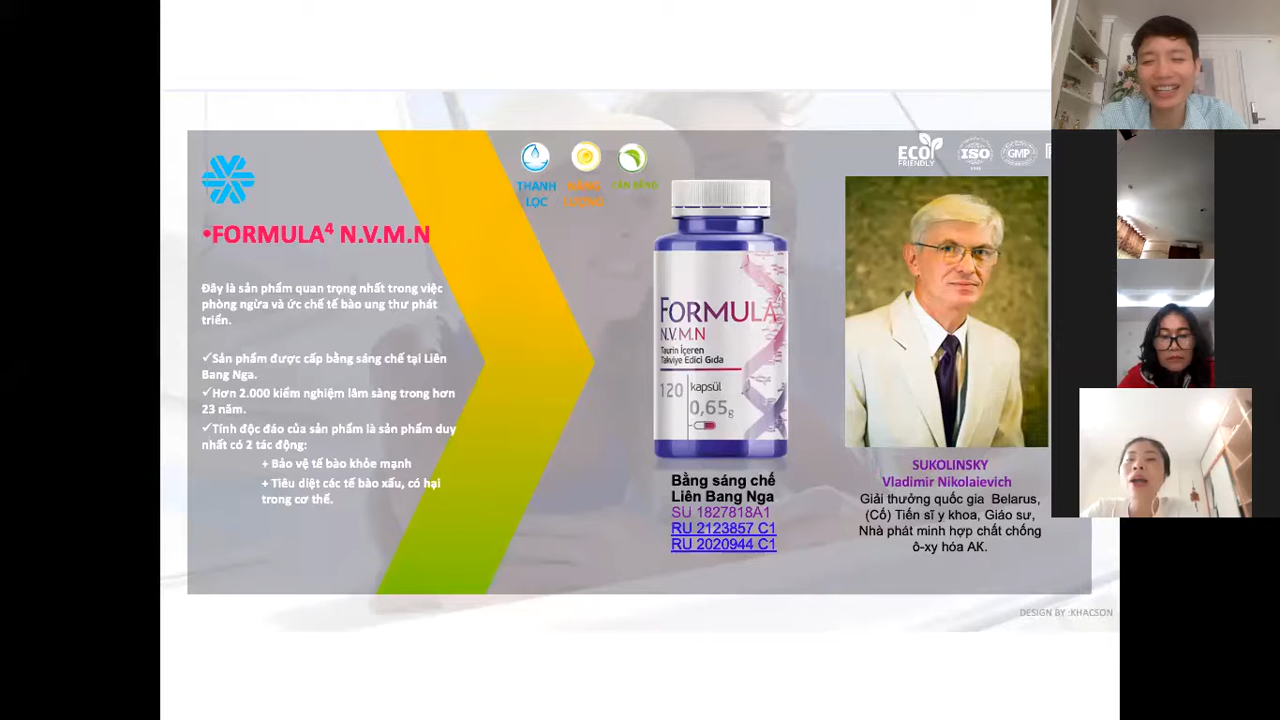 •FORMULA⁴ N.V.M.N
Đây là sản phẩm quan trọng nhất trong việc
phòng ngừa và ức chế tế bào ung thư phát
triển.
✓Sản phẩm được cấp bằng sáng chế tại Liên
Bang Nga.
✓Hơn 2.000 kiểm nghiệm lâm sàng trong hơn
23 năm.
✓Tính độc đáo của sản phẩm là sản phẩm duy
nhất có 2 tác động:
+ Bảo vệ tế bào khỏe mạnh
+ Tiêu diệt các tế bào xấu, có hại
trong cơ thể.
THANH
LỌC
NĂNG
LƯỢNG
CÂN BẰNG
FORMULA⁴
N.V.M.N
Taurin İçeren
Takviye Edici Gıda
120 kapsül
0,65g
Bằng sáng chế
Liên Bang Nga
SU 1827818A1
RU 2123857 C1
RU 2020944 C1
ECO
FRIENDLY
ISO
GMP
SUKOLINSKY
Vladimir Nikolaievich
Giải thưởng quốc gia Belarus,
(Cố) Tiến sĩ y khoa, Giáo sư,
Nhà phát minh hợp chất chống
ô-xy hóa AK.
DESIGN BY :KHACSON